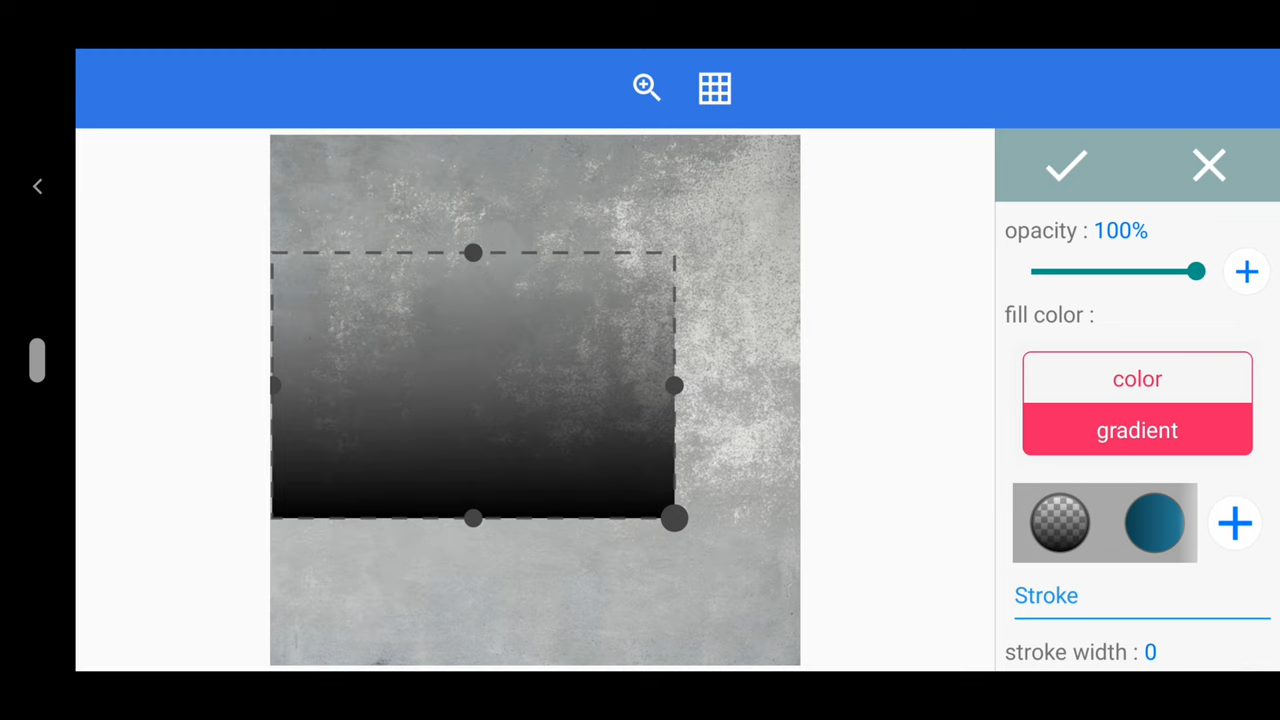 opacity : 100%
fill color :
color
gradient
Stroke
stroke width : 0